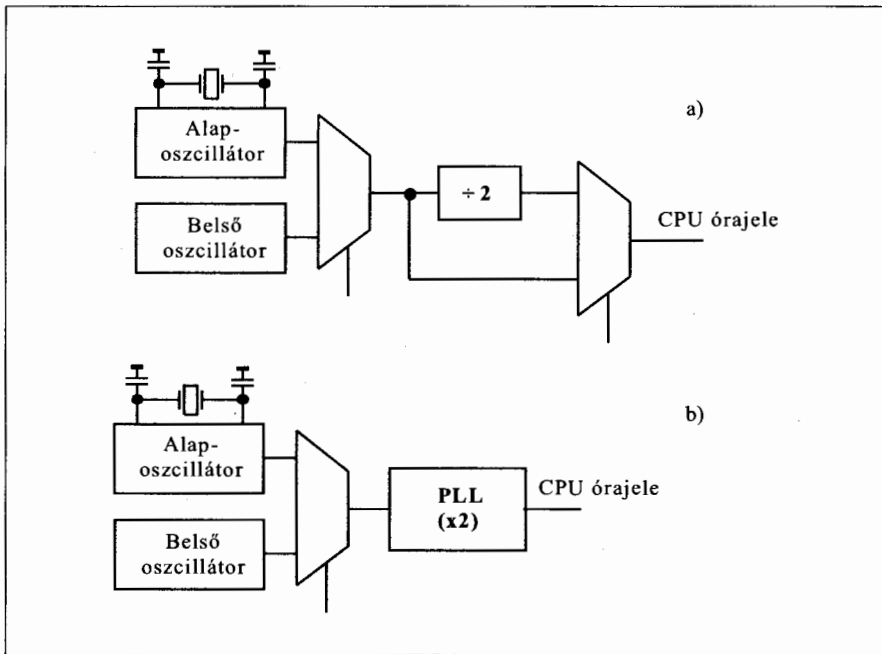 a)
Alap-
oszcillátor
Belső
oszcillátor
÷ 2
CPU órajele
b)
Alap-
oszcillátor
Belső
oszcillátor
PLL
(x2)
CPU órajele